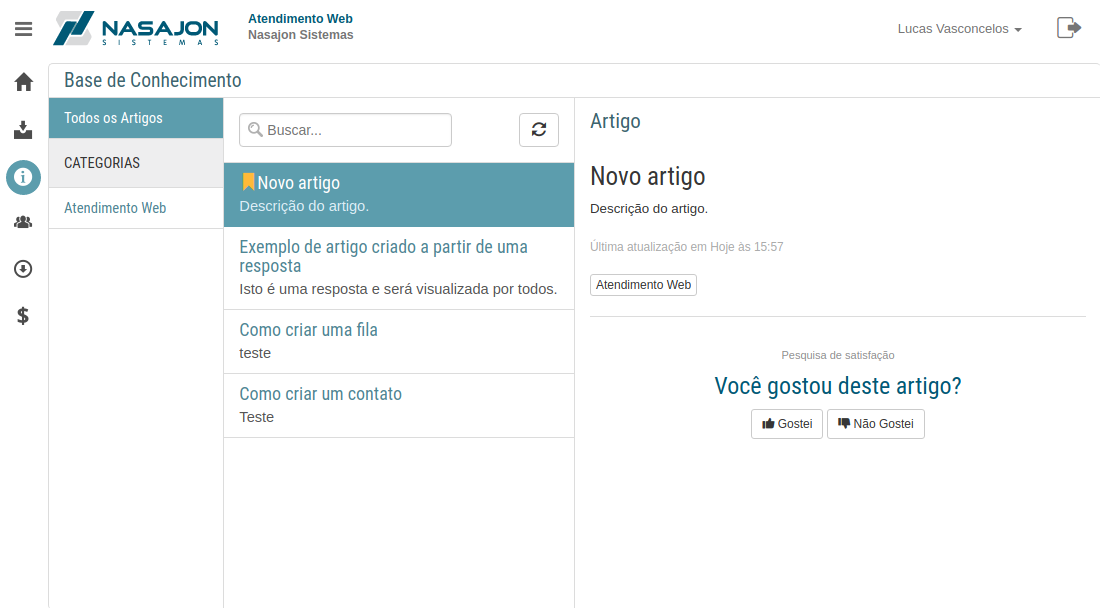 NASAJON
SISTEMAS
Atendimento Web
Nasajon Sistemas
Lucas Vasconcelos
Base de Conhecimento
Todos os Artigos
CATEGORIAS
Atendimento Web
Buscar...
Novo artigo
Descrição do artigo.
Exemplo de artigo criado a partir de uma
resposta
Isto é uma resposta e será visualizada por todos.
Como criar uma fila
teste
Como criar um contato
Teste
Artigo
Novo artigo
Descrição do artigo.
Última atualização em Hoje às 15:57
Atendimento Web
Pesquisa de satisfação
Você gostou deste artigo?
Gostei
Não Gostei